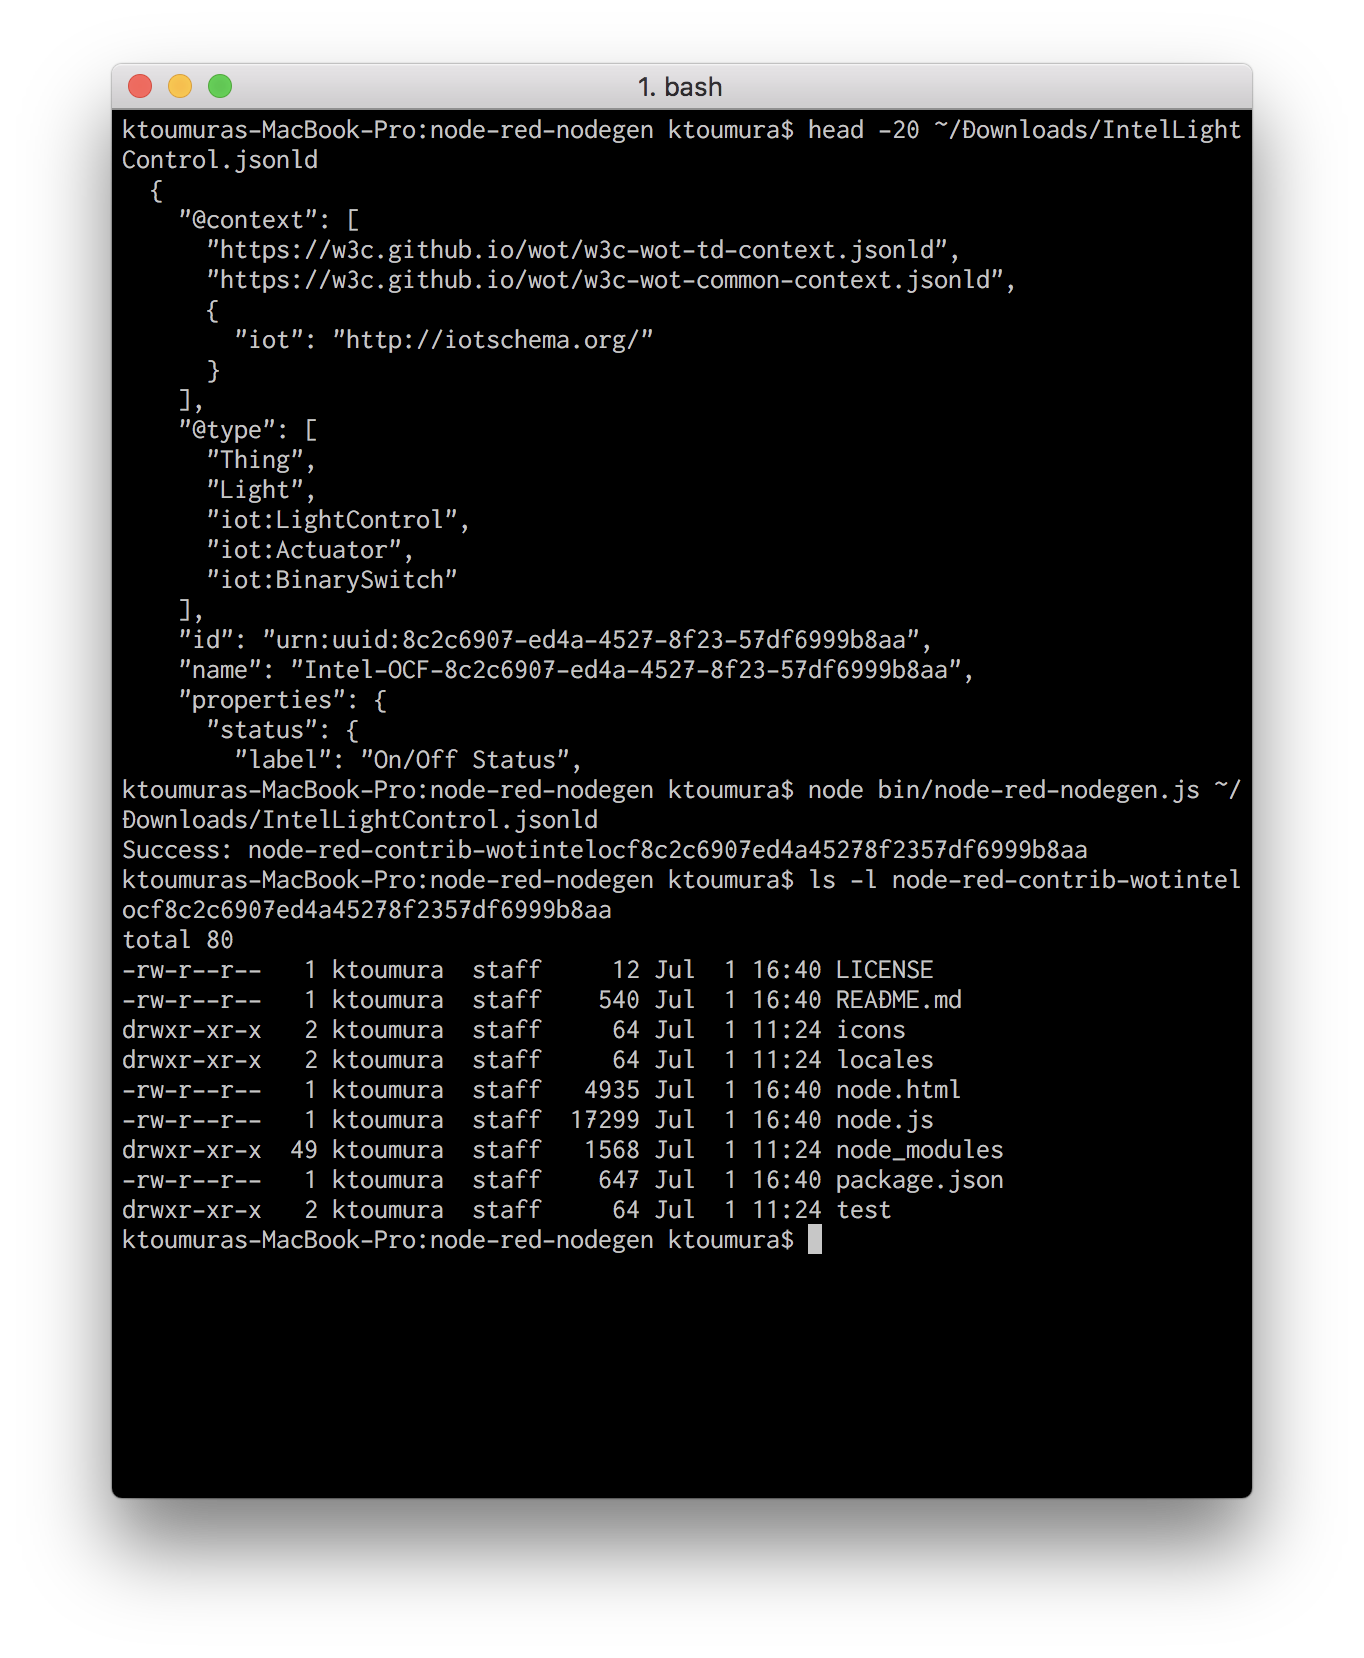 1. bash
ktoumuras-MacBook-Pro:node-red-nodegen ktoumura$ head -20 ~/Downloads/IntelLight
Control.jsonld
  {
    "@context": [
      "https://w3c.github.io/wot/w3c-wot-td-context.jsonld",
      "https://w3c.github.io/wot/w3c-wot-common-context.jsonld",
      {
        "iot": "http://iotschema.org/"
      }
    ],
    "@type": [
      "Thing",
      "Light",
      "iot:LightControl",
      "iot:Actuator",
      "iot:BinarySwitch"
    ],
    "id": "urn:uuid:8c2c6907-ed4a-4527-8f23-57df6999b8aa",
    "name": "Intel-OCF-8c2c6907-ed4a-4527-8f23-57df6999b8aa",
    "properties": {
      "status": {
        "label": "On/Off Status",
ktoumuras-MacBook-Pro:node-red-nodegen ktoumura$ node bin/node-red-nodegen.js ~/
Downloads/IntelLightControl.jsonld
Success: node-red-contrib-wotintelocf8c2c6907ed4a45278f2357df6999b8aa
ktoumuras-MacBook-Pro:node-red-nodegen ktoumura$ ls -l node-red-contrib-wotintel
ocf8c2c6907ed4a45278f2357df6999b8aa
total 80
-rw-r--r--   1 ktoumura  staff     12 Jul  1 16:40 LICENSE
-rw-r--r--   1 ktoumura  staff    540 Jul  1 16:40 README.md
drwxr-xr-x   2 ktoumura  staff     64 Jul  1 11:24 icons
drwxr-xr-x   2 ktoumura  staff     64 Jul  1 11:24 locales
-rw-r--r--   1 ktoumura  staff   4935 Jul  1 16:40 node.html
-rw-r--r--   1 ktoumura  staff  17299 Jul  1 16:40 node.js
drwxr-xr-x  49 ktoumura  staff   1568 Jul  1 11:24 node_modules
-rw-r--r--   1 ktoumura  staff    647 Jul  1 16:40 package.json
drwxr-xr-x   2 ktoumura  staff     64 Jul  1 11:24 test
ktoumuras-MacBook-Pro:node-red-nodegen ktoumura$